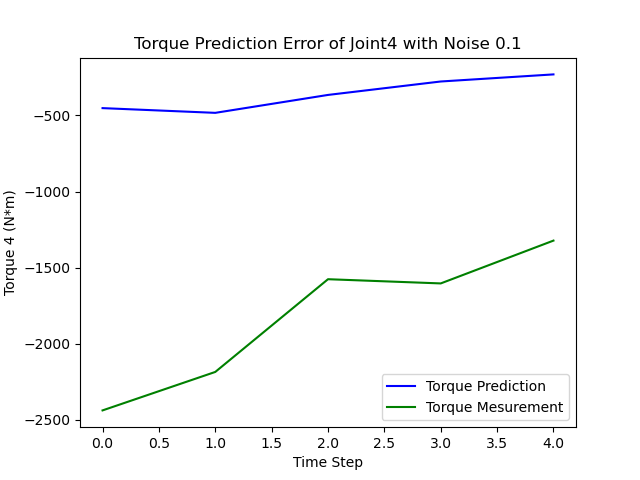 Torque Prediction Error of Joint4 with Noise 0.1
Torque 4 (N*m)
−500
−1000
−1500
−2000
−2500
0.0 0.5 1.0 1.5 2.0 2.5 3.0 3.5 4.0
Time Step
Torque Prediction
Torque Mesurement